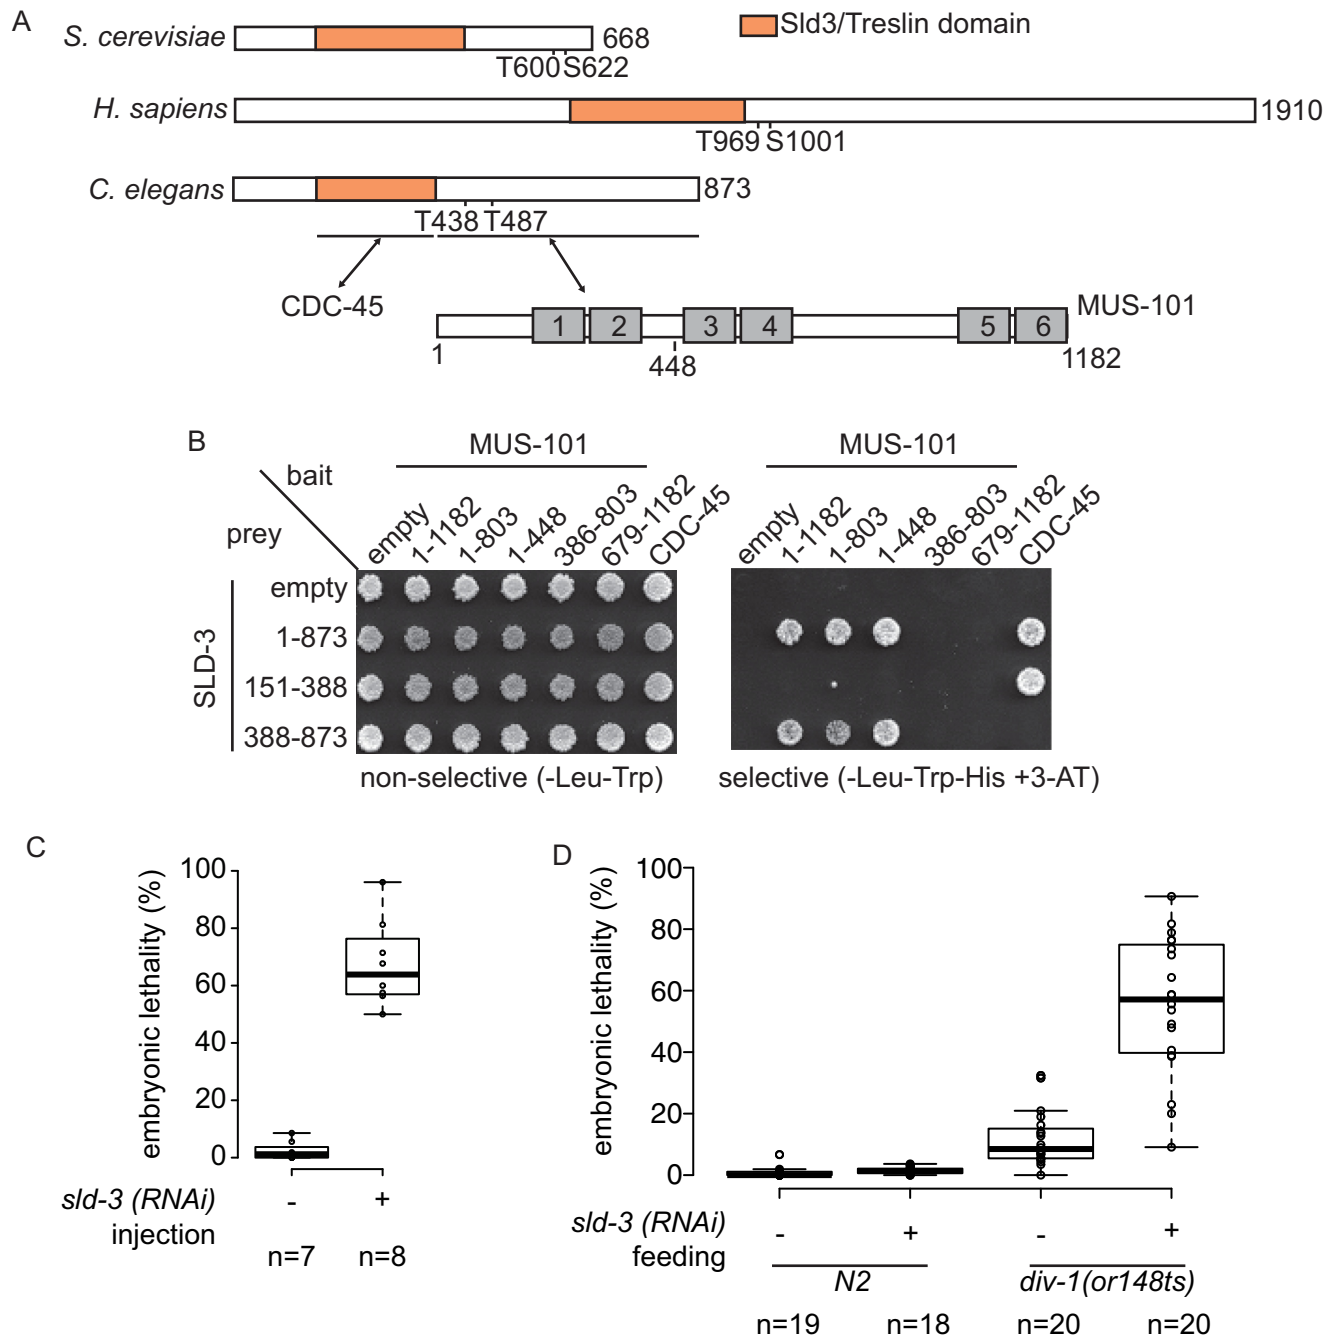 A
S. cerevisiae
668
T600 S622
Sld3/Treslin domain
H. sapiens
1910
T969 S1001
C. elegans
873
T438 T487
CDC-45
MUS-101
1 2 3 4 5 6
1
448
1182
B
MUS-101
MUS-101
bait
prey
empty 1-1182 1-803 1-448 386-803 679-1182 CDC-45
empty 1-1182 1-803 1-448 386-803 679-1182 CDC-45
SLD-3
empty
1-873
151-388
388-873
non-selective (-Leu-Trp)
selective (-Leu-Trp-His +3-AT)
C
embryonic lethality (%)
100
80
60
40
20
0
sld-3 (RNAi)
injection
- +
n=7 n=8
D
embryonic lethality (%)
100
80
60
40
20
0
sld-3 (RNAi)
feeding
- + - +
N2
div-1(or148ts)
n=19 n=18 n=20 n=20